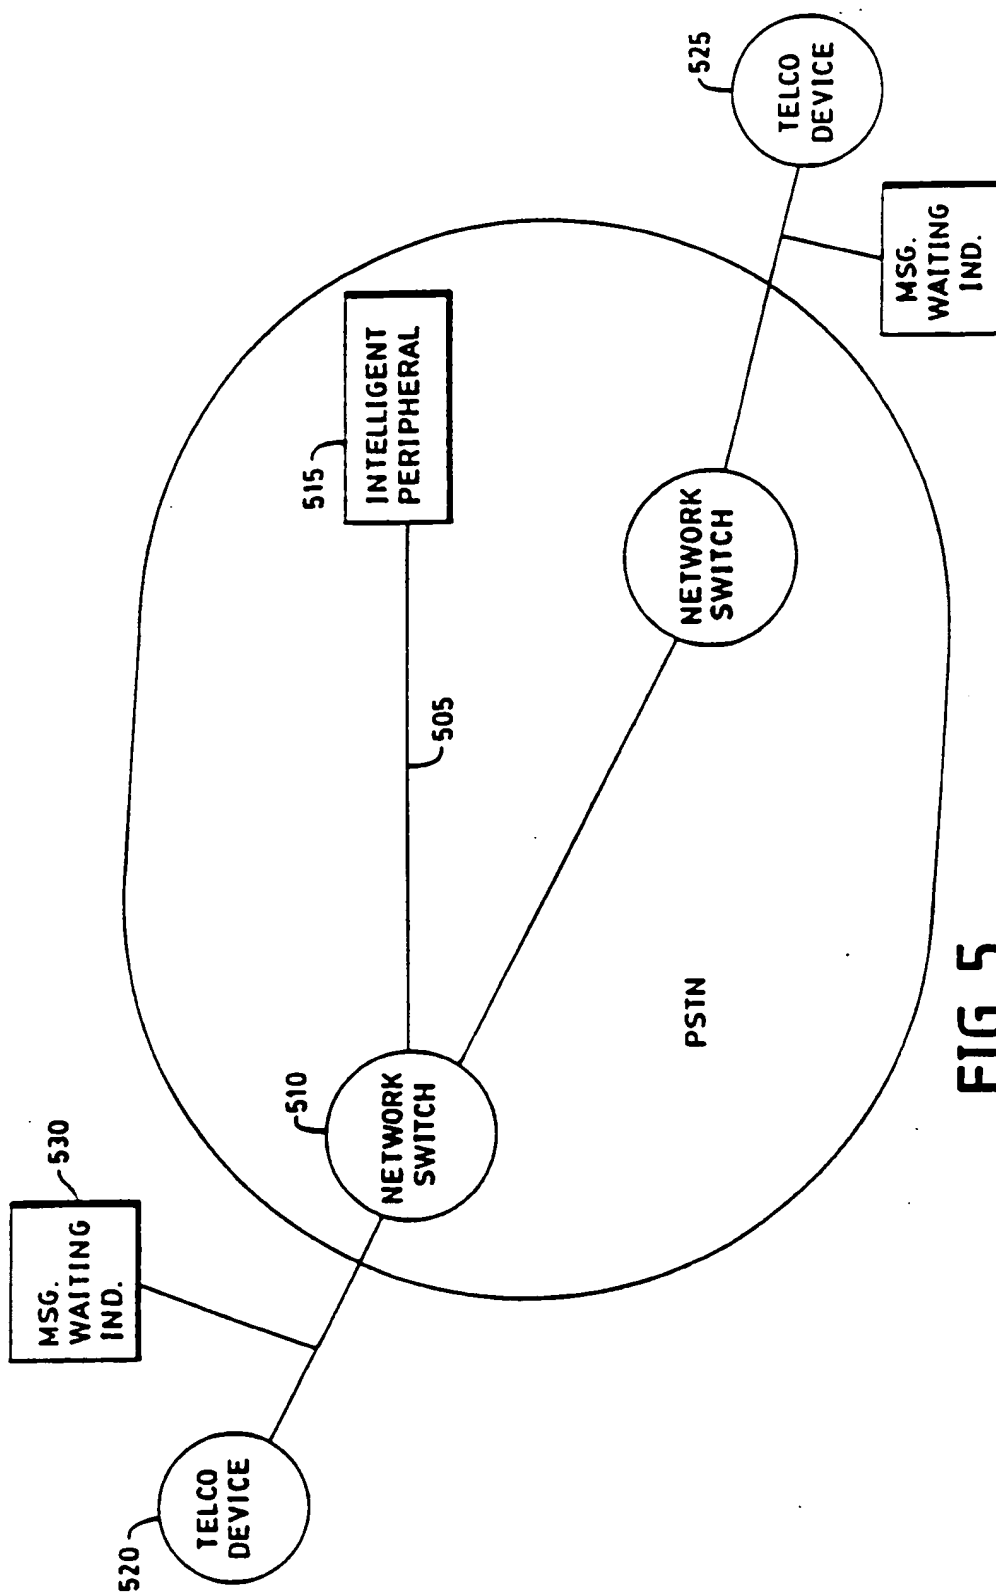 530
MSG.
WAITING
IND.
520
TELCO
DEVICE
510
NETWORK
SWITCH
505
515
INTELLIGENT
PERIPHERAL
525
TELCO
DEVICE
NETWORK
SWITCH
MSG.
WAITING
IND.
PSTN
FIG 5